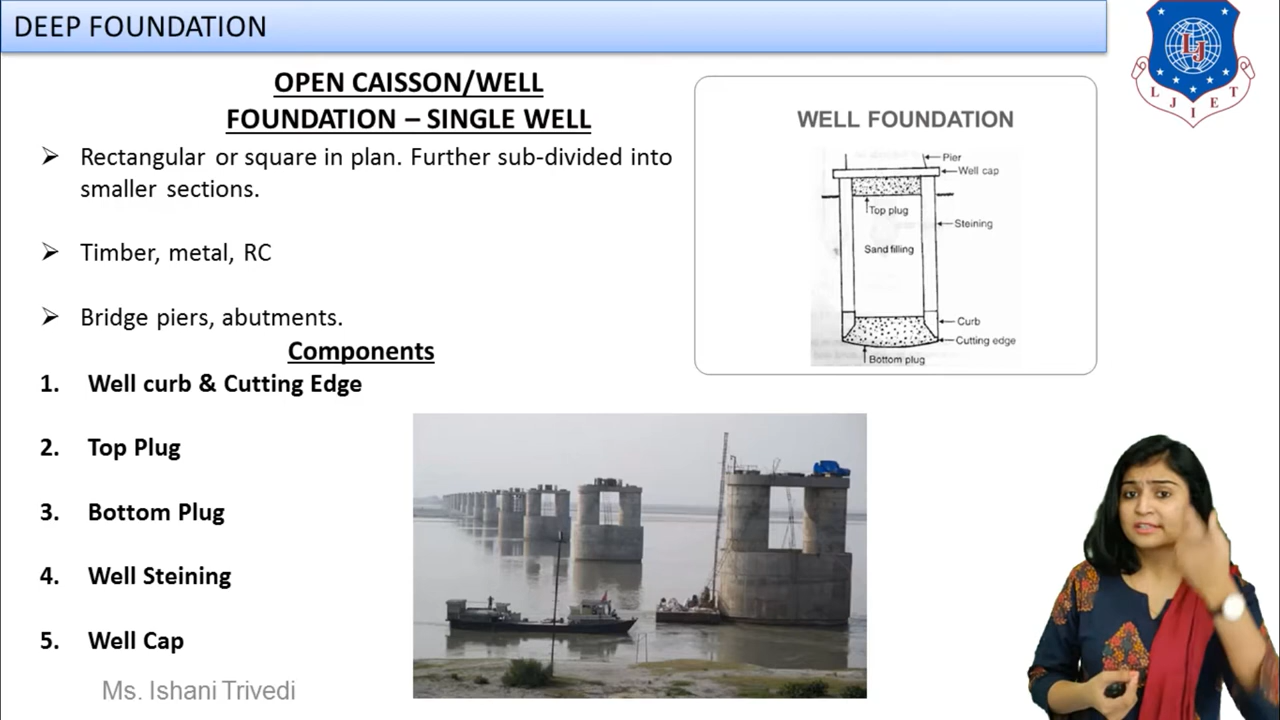 DEEP FOUNDATION
OPEN CAISSON/WELL
FOUNDATION – SINGLE WELL
➢ Rectangular or square in plan. Further sub-divided into
smaller sections.
➢ Timber, metal, RC
➢ Bridge piers, abutments.
Components
1. Well curb & Cutting Edge
2. Top Plug
3. Bottom Plug
4. Well Steining
5. Well Cap
Ms. Ishani Trivedi
WELL FOUNDATION
Pier
Well cap
Top plug
Steining
Sand filling
Curb
Cutting edge
Bottom plug
LJ
L J I E T